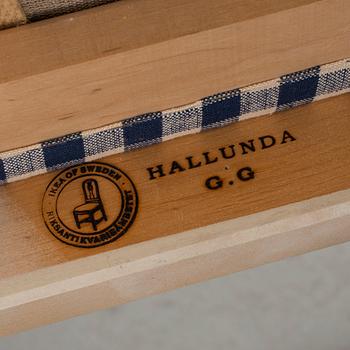 IKEA OF SWEDEN
RIKSANTIKVARIEÄMBETET
HALLUNDA
G.G